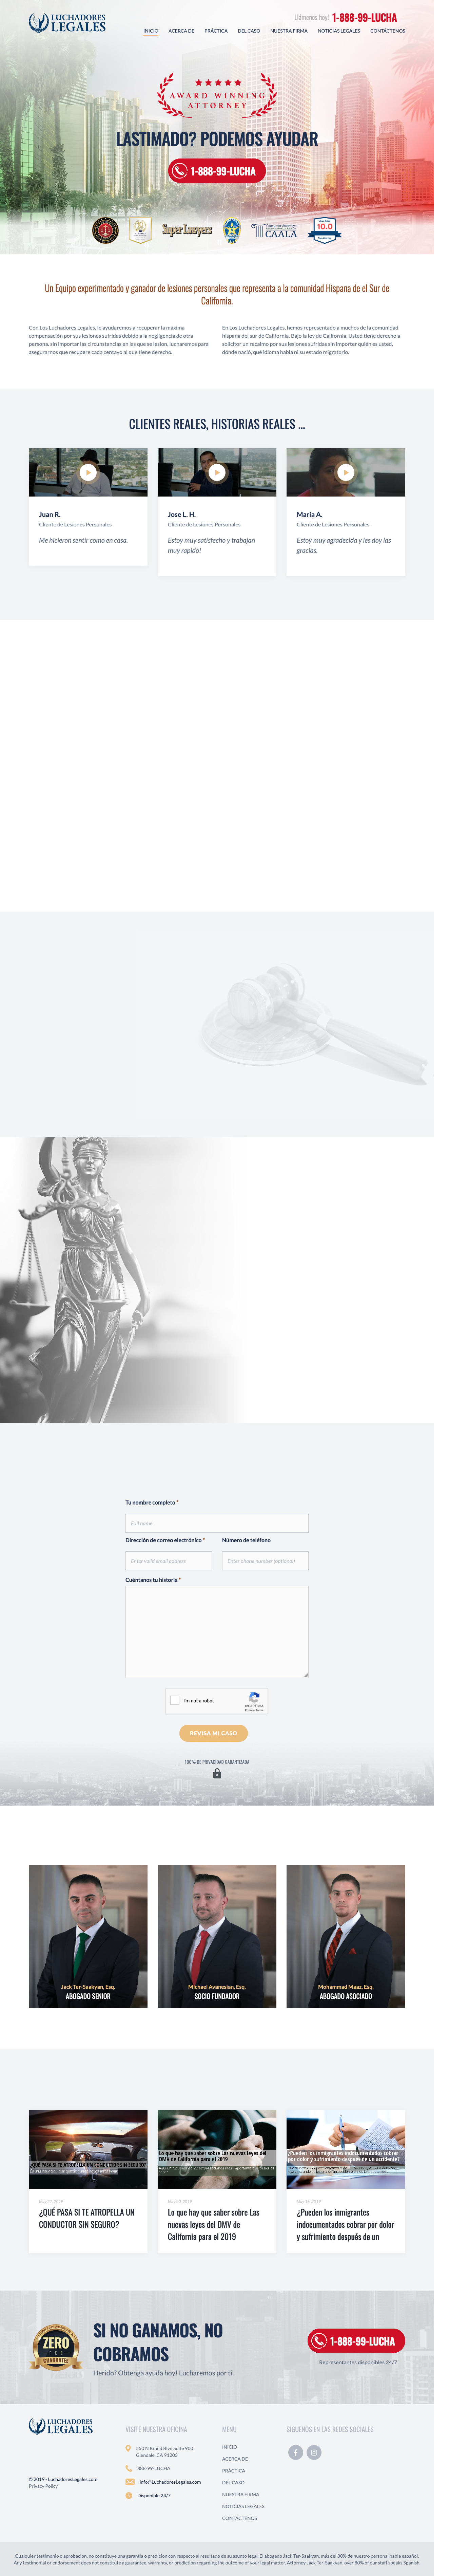 LUCHADORES
LEGALES
Llámenos hoy! 1-888-99-LUCHA
INICIO ACERCA DE PRÁCTICA DEL CASO NUESTRA FIRMA NOTICIAS LEGALES CONTÁCTENOS
AWARD WINNING
ATTORNEY
LASTIMADO? PODEMOS AYUDAR
1-888-99-LUCHA
Super Lawyers
CAALA
10.0
Un Equipo experimentado y ganador de lesiones personales que representa a la comunidad Hispana de el Sur de
California.
Con Los Luchadores Legales, le ayudaremos a recuperar la máxima
compensación por sus lesiones sufridas debido a la negligencia de otra
persona. sin importar las circunstancias en las que se lesion, lucharemos para
asegurarnos que recupere cada centavo al que tiene derecho.
En Los Luchadores Legales, hemos representado a muchos de la comunidad
hispana del sur de California. Bajo la ley de California, Usted tiene derecho a
solicitor un recalmo por sus lesiones sufridas sin importer quién es usted,
dónde nació, qué idioma habla ni su estado migratorio.
CLIENTES REALES, HISTORIAS REALES ...
Juan R.
Cliente de Lesiones Personales
Me hicieron sentir como en casa.
Jose L. H.
Cliente de Lesiones Personales
Estoy muy satisfecho y trabajan
muy rapido!
Maria A.
Cliente de Lesiones Personales
Estoy muy agradecida y les doy las
gracias.
Tu nombre completo *
Full name
Dirección de correo electrónico * Número de teléfono
Enter valid email address Enter phone number (optional)
Cuéntanos tu historia *
I'm not a robot
reCAPTCHA
Privacy - Terms
REVISA MI CASO
100% DE PRIVACIDAD GARANTIZADA
Jack Ter-Saakyan, Esq.
ABOGADO SENIOR
Michael Avanesian, Esq.
SOCIO FUNDADOR
Mohammad Maaz, Esq.
ABOGADO ASOCIADO
¿QUÉ PASA SI TE ATROPELLA UN CONDUCTOR SIN SEGURO?
May 27, 2019
¿QUÉ PASA SI TE ATROPELLA UN
CONDUCTOR SIN SEGURO?
Lo que hay que saber sobre Las nuevas leyes del
DMV de California para el 2019
May 20, 2019
Lo que hay que saber sobre Las
nuevas leyes del DMV de
California para el 2019
¿Pueden los inmigrantes indocumentados cobrar
por dolor y sufrimiento después de un accidente?
May 16, 2019
¿Pueden los inmigrantes
indocumentados cobrar por dolor
y sufrimiento después de un
ZERO
GUARANTEE
SI NO GANAMOS, NO
COBRAMOS
Herido? Obtenga ayuda hoy! Lucharemos por ti.
1-888-99-LUCHA
Representantes disponibles 24/7
LUCHADORES
LEGALES
© 2019 - LuchadoresLegales.com
Privacy Policy
VISITE NUESTRA OFICINA
550 N Brand Blvd Suite 900
Glendale, CA 91203
888-99-LUCHA
info@LuchadoresLegales.com
Disponible 24/7
MENU
INICIO
ACERCA DE
PRÁCTICA
DEL CASO
NUESTRA FIRMA
NOTICIAS LEGALES
CONTÁCTENOS
SÍGUENOS EN LAS REDES SOCIALES
Cualquier testimonio o aprobacion, no constituye una garantia o prediccion con respecto al resultado de su asunto legal. El abogado Jack Ter-Saakyan, más del 80% de nuestro personal habla español.
Any testimonial or endorsement does not constitute a guarantee, warranty, or prediction regarding the outcome of your legal matter. Attorney Jack Ter-Saakyan, over 80% of our staff speaks Spanish.